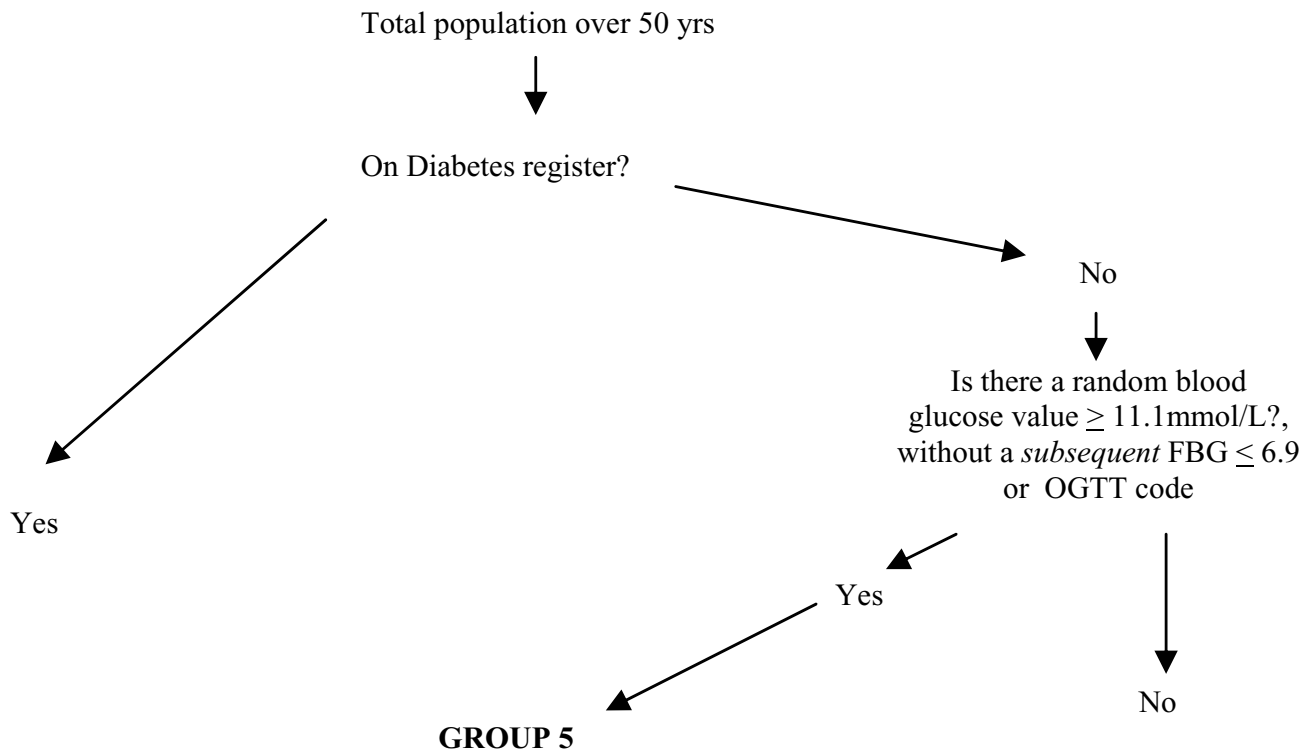 Total population over 50 yrs
On Diabetes register?
No
Is there a random blood
glucose value ≥ 11.1mmol/L?,
without a subsequent FBG ≤ 6.9
or OGTT code
Yes
Yes
No
GROUP 5